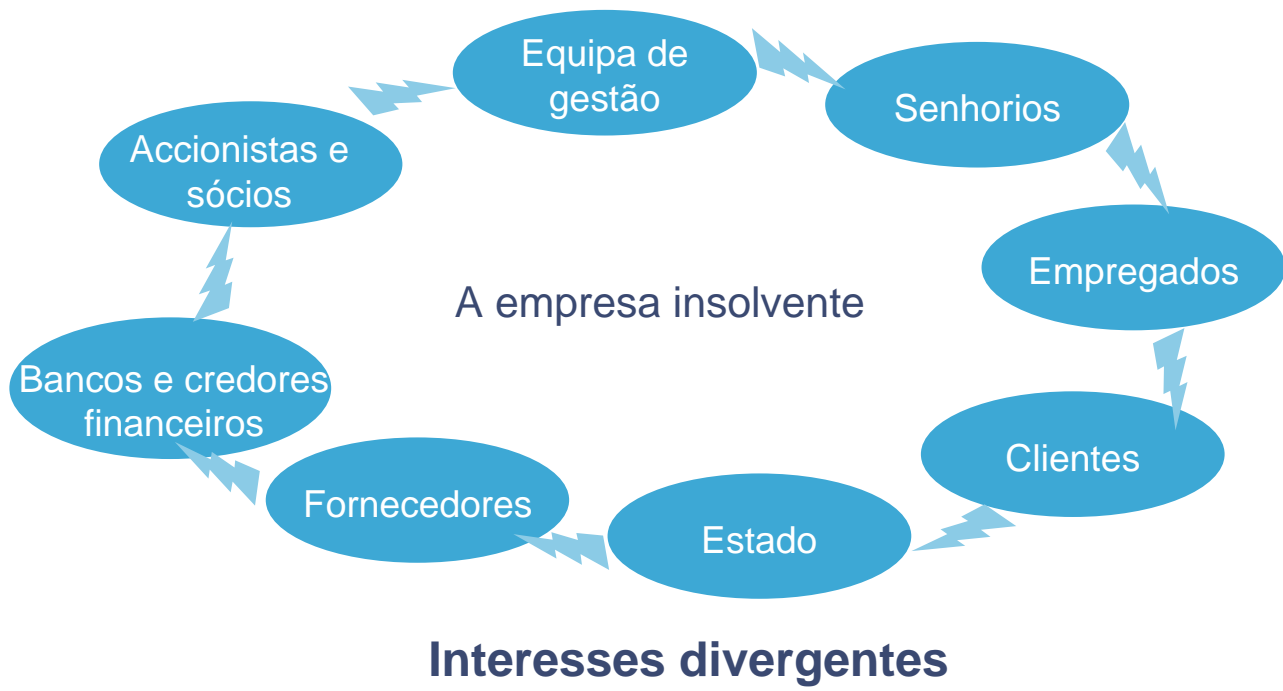 Equipa de
gestão
Senhorios
Accionistas e
sócios
Empregados
A empresa insolvente
Bancos e credores
financeiros
Clientes
Fornecedores
Estado
Interesses divergentes